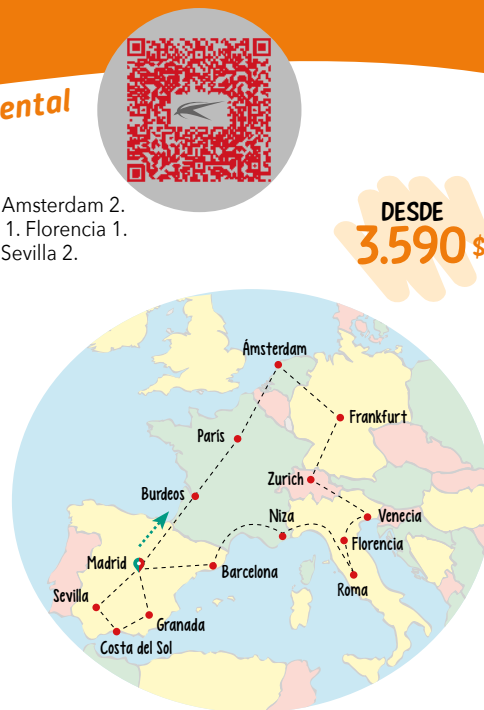 ental
Amsterdam 2.
1. Florencia 1.
Sevilla 2.
DESDE
3.590 $
Ámsterdam
Frankfurt
París
Zurich
Burdeos
Niza
Venecia
Florencia
Madrid
Barcelona
Roma
Sevilla
Granada
Costa del Sol